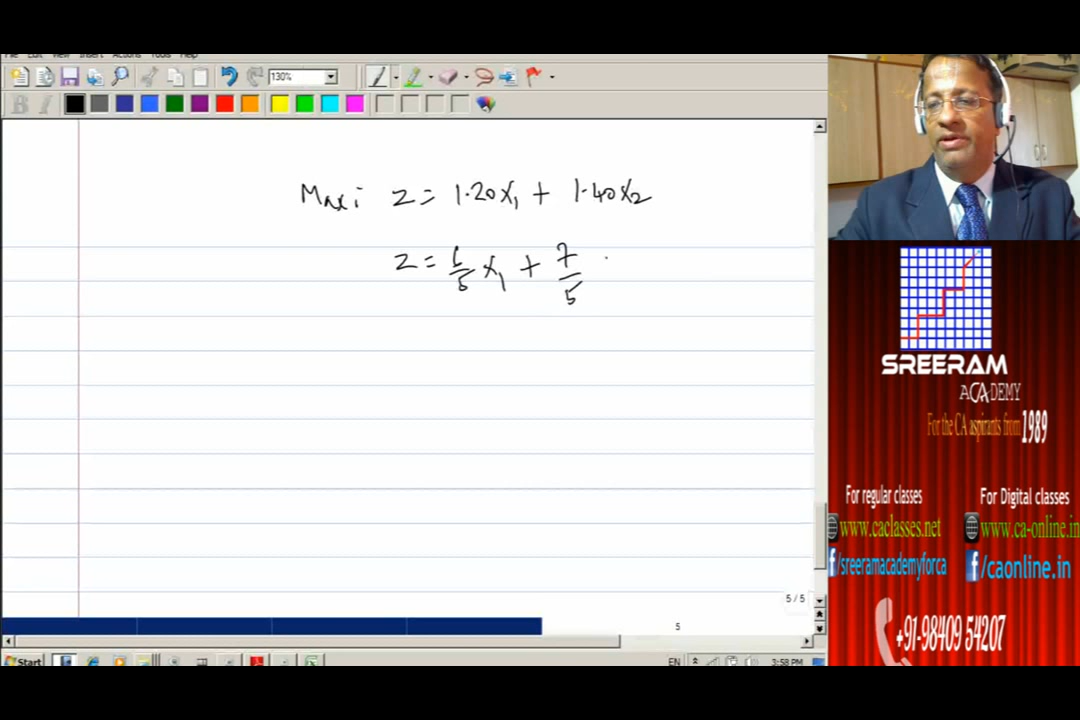 130%
Maxi Z = 1.20x₁ + 1.40x₂
Z = 6/5 x₁ + 7/5
5 / 5
5
Start
EN
3:58 PM
SREERAM
ACADEMY
For the CA aspirants from 1989
For regular classes
www.caclasses.net
f/sreeramacademyforca
For Digital classes
www.ca-online.in
f/caonline.in
+91-98409 54207